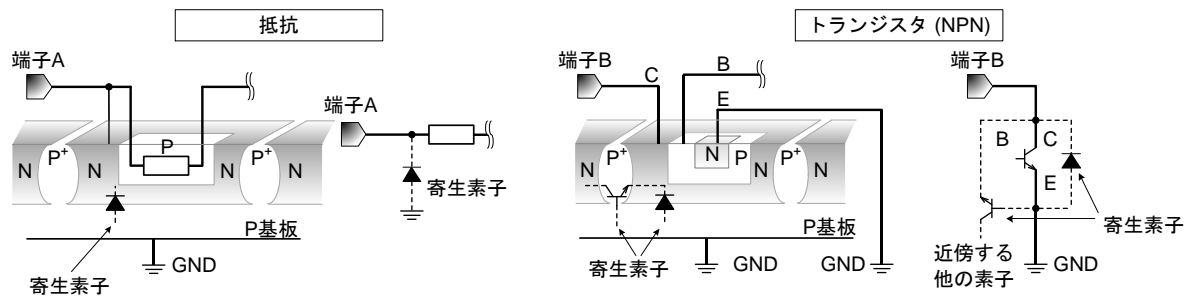 抵抗
端子A
N
P+
N
P
N
P+
N
P基板
GND
寄生素子
端子A
寄生素子
トランジスタ (NPN)
端子B
C
B
E
N
P+
N
N
P
N
P+
N
P基板
寄生素子
GND
GND
端子B
B
C
E
寄生素子
近傍する
他の素子
GND